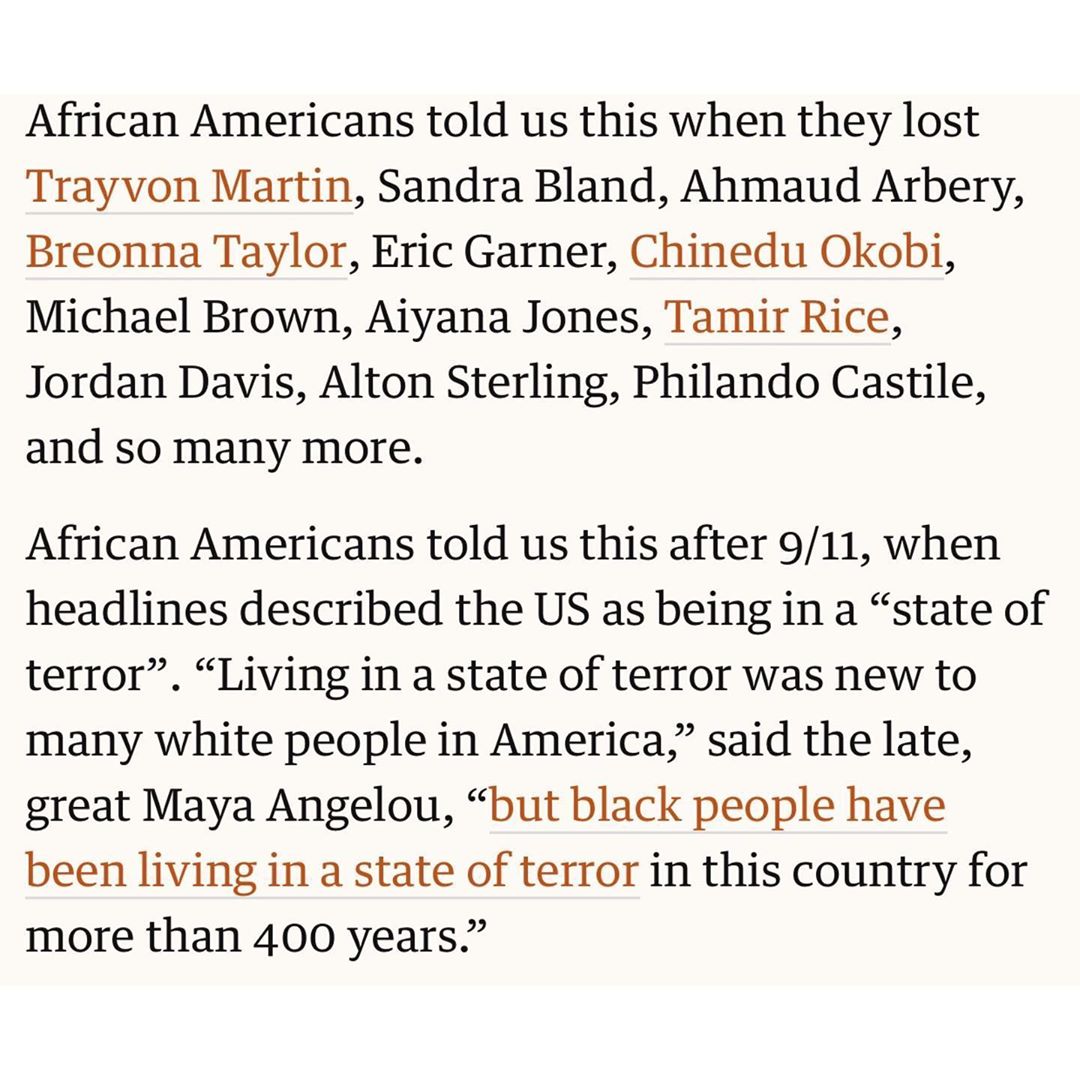 African Americans told us this when they lost
Trayvon Martin, Sandra Bland, Ahmaud Arbery,
Breonna Taylor, Eric Garner, Chinedu Okobi,
Michael Brown, Aiyana Jones, Tamir Rice,
Jordan Davis, Alton Sterling, Philando Castile,
and so many more.
African Americans told us this after 9/11, when
headlines described the US as being in a “state of
terror”. “Living in a state of terror was new to
many white people in America,” said the late,
great Maya Angelou, “but black people have
been living in a state of terror in this country for
more than 400 years.”